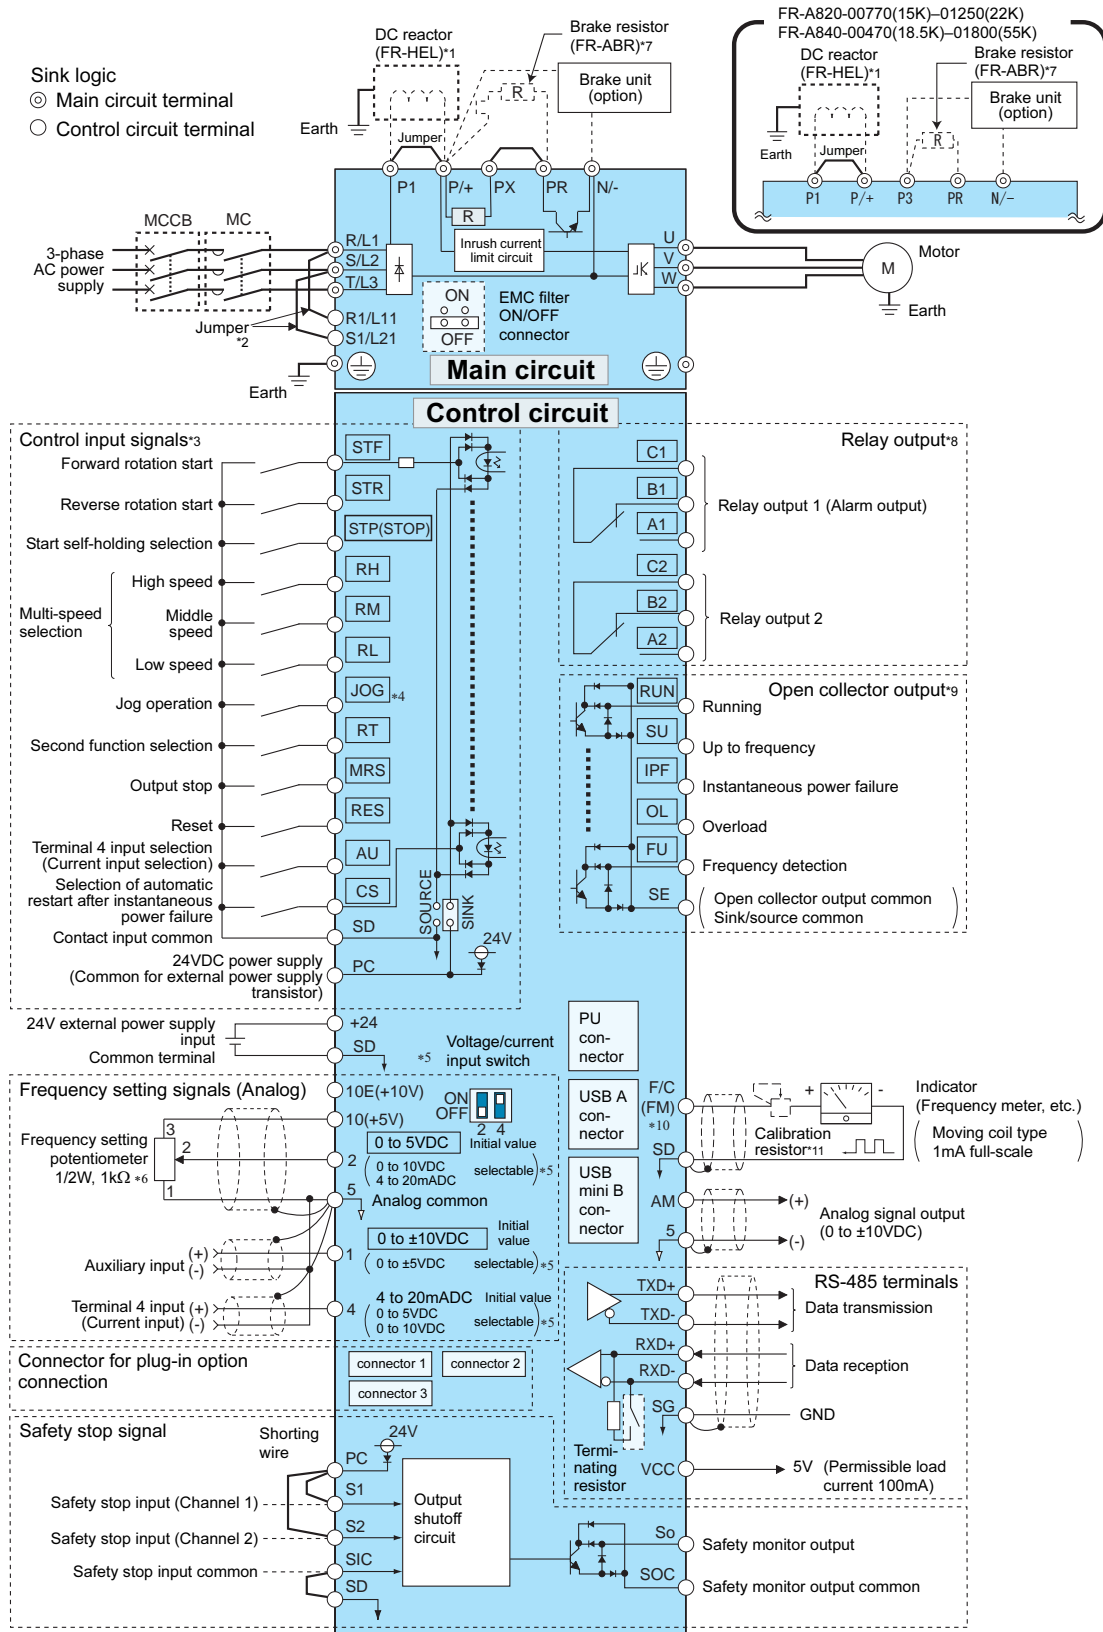 FR-A820-00770(15K)–01250(22K)
FR-A840-00470(18.5K)–01800(55K)
DC reactor
(FR-HEL)*1
Brake resistor
(FR-ABR)*7
Brake unit
(option)
R
Earth
Jumper
P1
P/+
P3
PR
N/-
Sink logic
Main circuit terminal
Control circuit terminal
DC reactor
(FR-HEL)*1
Brake resistor
(FR-ABR)*7
Brake unit
(option)
R
Earth
Jumper
P1
P/+
PX
PR
N/-
R
MCCB
MC
3-phase
AC power
supply
R/L1
S/L2
T/L3
R1/L11
S1/L21
Jumper
*2
Earth
Inrush current
limit circuit
ON
OFF
EMC filter
ON/OFF
connector
U
V
W
M
Motor
Earth
Main circuit
Control circuit
Control input signals*3
Forward rotation start
STF
Reverse rotation start
STR
Start self-holding selection
STP(STOP)
Multi-speed
selection
High speed
RH
Middle
speed
RM
Low speed
RL
Jog operation
JOG
*4
Second function selection
RT
Output stop
MRS
Reset
RES
Terminal 4 input selection
(Current input selection)
AU
Selection of automatic
restart after instantaneous
power failure
CS
Contact input common
SD
SOURCE
SINK
24V
24VDC power supply
(Common for external power supply
transistor)
PC
Relay output*8
C1
B1
A1
Relay output 1 (Alarm output)
C2
B2
A2
Relay output 2
Open collector output*9
RUN
Running
SU
Up to frequency
IPF
Instantaneous power failure
OL
Overload
FU
Frequency detection
SE
Open collector output common
Sink/source common
24V external power supply
input
Common terminal
+24
SD
*5
Voltage/current
input switch
Frequency setting signals (Analog)
10E(+10V)
ON
OFF
2 4
10(+5V)
Frequency setting
potentiometer
1/2W, 1kΩ *6
3
2
1
0 to 5VDC
Initial value
2
0 to 10VDC
4 to 20mADC
selectable
*5
5
Analog common
Auxiliary input
(+)
(-)
1
0 to ±10VDC
Initial
value
0 to ±5VDC
selectable
*5
Terminal 4 input
(Current input)
(+)
(-)
4
4 to 20mADC
Initial value
0 to 5VDC
0 to 10VDC
selectable
*5
PU
con-
nector
USB A
con-
nector
USB
mini B
con-
nector
F/C
(FM)
*10
SD
+
-
Indicator
(Frequency meter, etc.)
Moving coil type
1mA full-scale
Calibration
resistor*11
AM
5
(+)
(-)
Analog signal output
(0 to ±10VDC)
RS-485 terminals
TXD+
TXD-
Data transmission
RXD+
RXD-
Data reception
SG
GND
Termi-
nating
resistor
VCC
5V
(Permissible load
current 100mA)
Connector for plug-in option
connection
connector 1
connector 2
connector 3
Safety stop signal
Shorting
wire
24V
PC
Safety stop input (Channel 1)
S1
Safety stop input (Channel 2)
S2
Safety stop input common
SIC
SD
Output
shutoff
circuit
So
Safety monitor output
SOC
Safety monitor output common